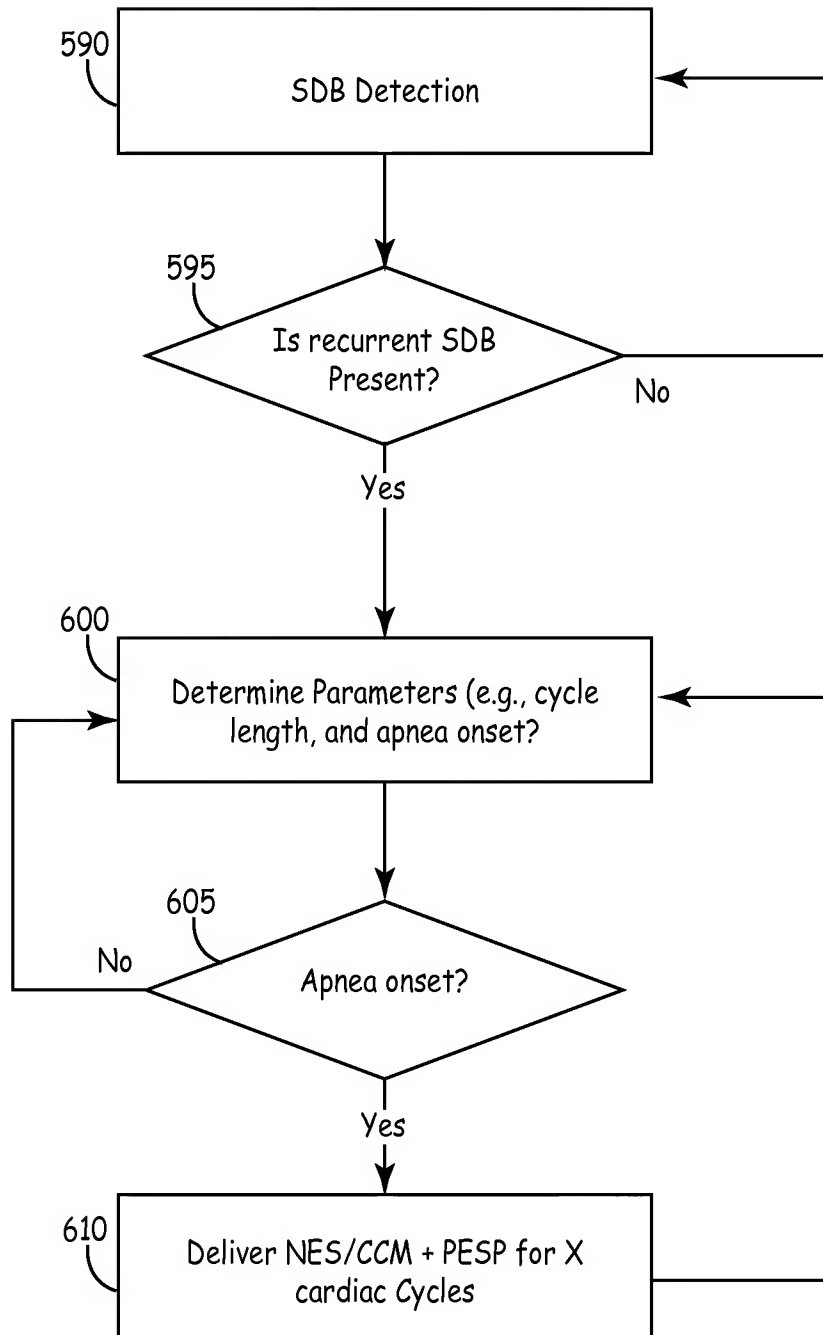 590
SDB Detection
595
Is recurrent SDB
Present?
No
Yes
600
Determine Parameters (e.g., cycle
length, and apnea onset?
605
No
Apnea onset?
Yes
610
Deliver NES/CCM + PESP for X
cardiac Cycles